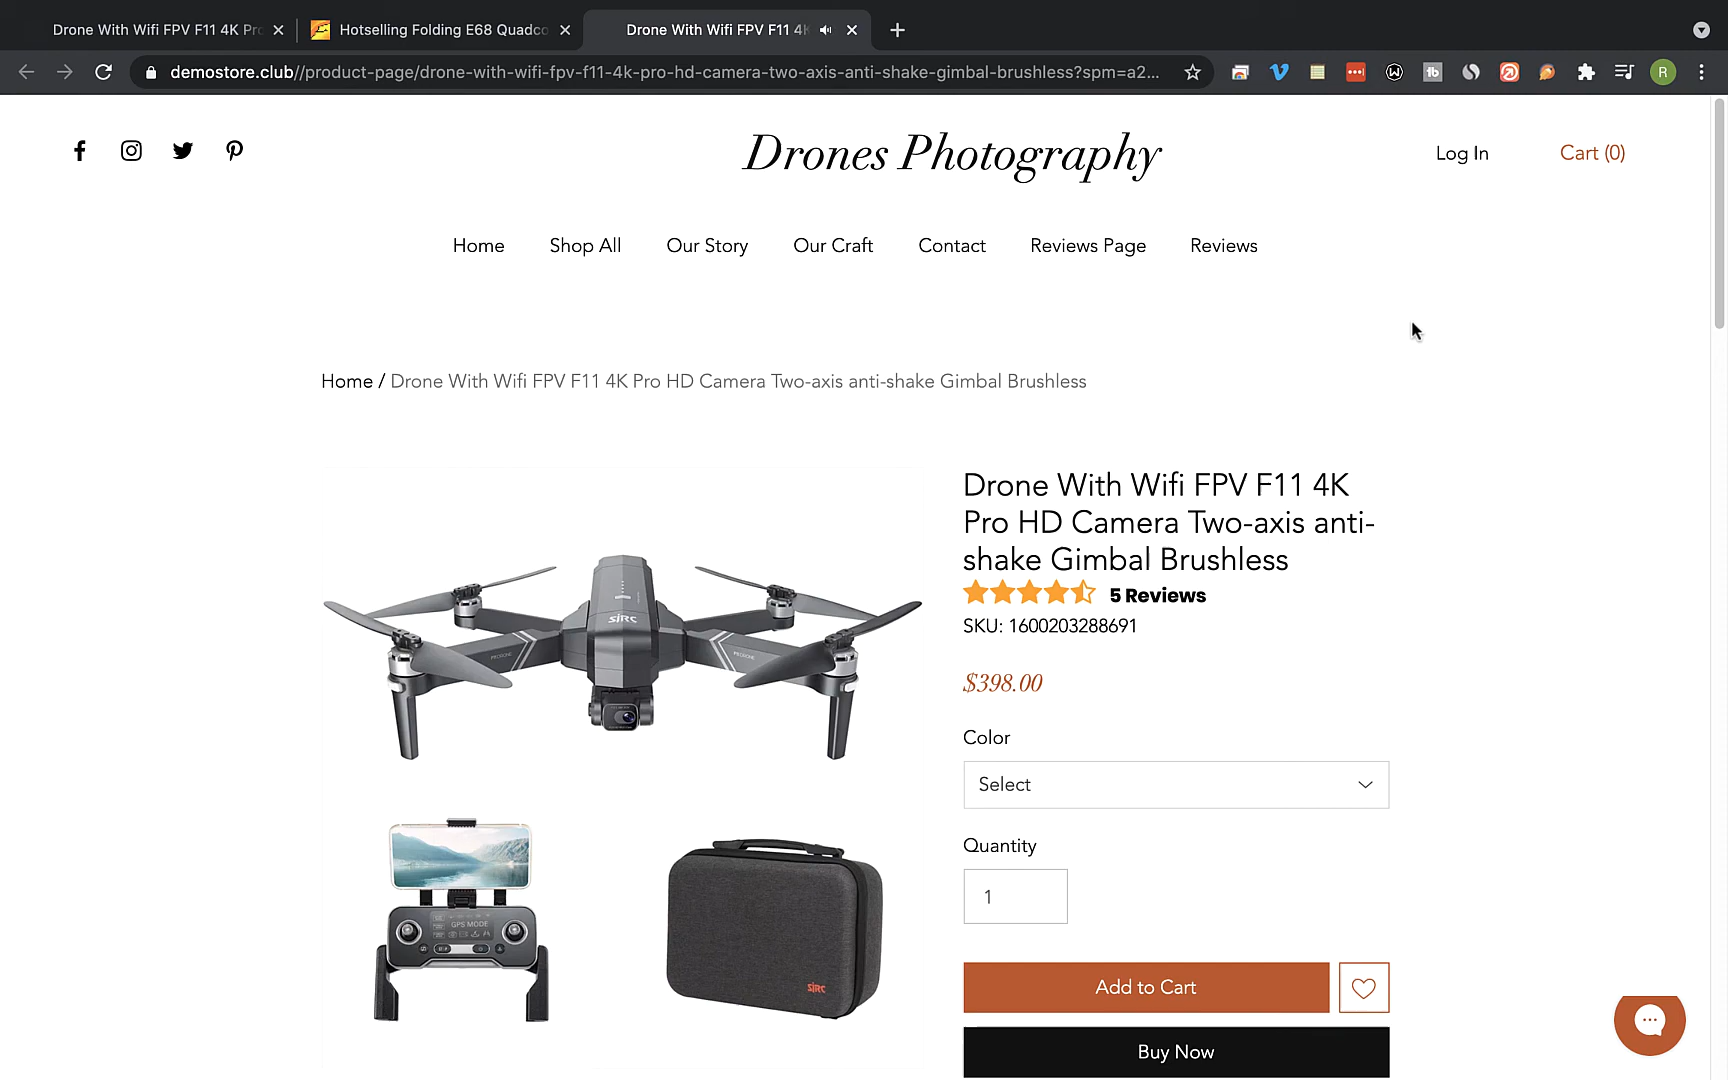 Drone With Wifi FPV F11 4K Pro
Hotselling Folding E68 Quadco
Drone With Wifi FPV F11 4K
demostore.club//product-page/drone-with-wifi-fpv-f11-4k-pro-hd-camera-two-axis-anti-shake-gimbal-brushless?spm=a2...
R
Drones Photography
Log In
Cart (0)
Home
Shop All
Our Story
Our Craft
Contact
Reviews Page
Reviews
Home / Drone With Wifi FPV F11 4K Pro HD Camera Two-axis anti-shake Gimbal Brushless
Drone With Wifi FPV F11 4K
Pro HD Camera Two-axis anti-
shake Gimbal Brushless
5 Reviews
SKU: 1600203288691
$398.00
Color
Select
Quantity
1
Add to Cart
Buy Now
SJRC
GPS MODE
SJRC